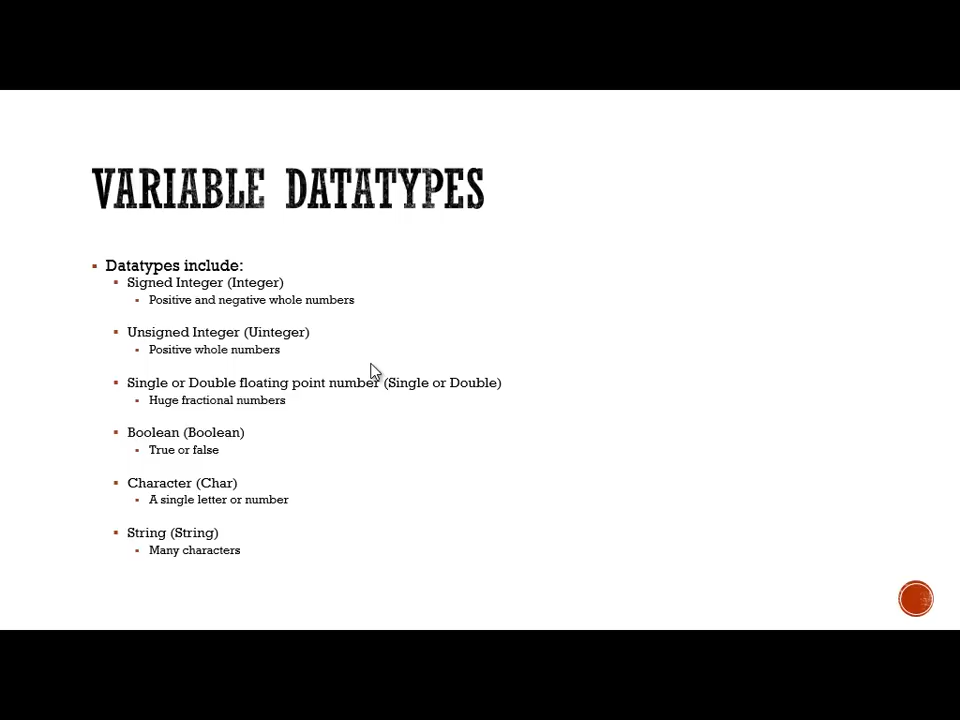 VARIABLE DATATYPES
Datatypes include:
Signed Integer (Integer)
Positive and negative whole numbers
Unsigned Integer (Uinteger)
Positive whole numbers
Single or Double floating point number (Single or Double)
Huge fractional numbers
Boolean (Boolean)
True or false
Character (Char)
A single letter or number
String (String)
Many characters